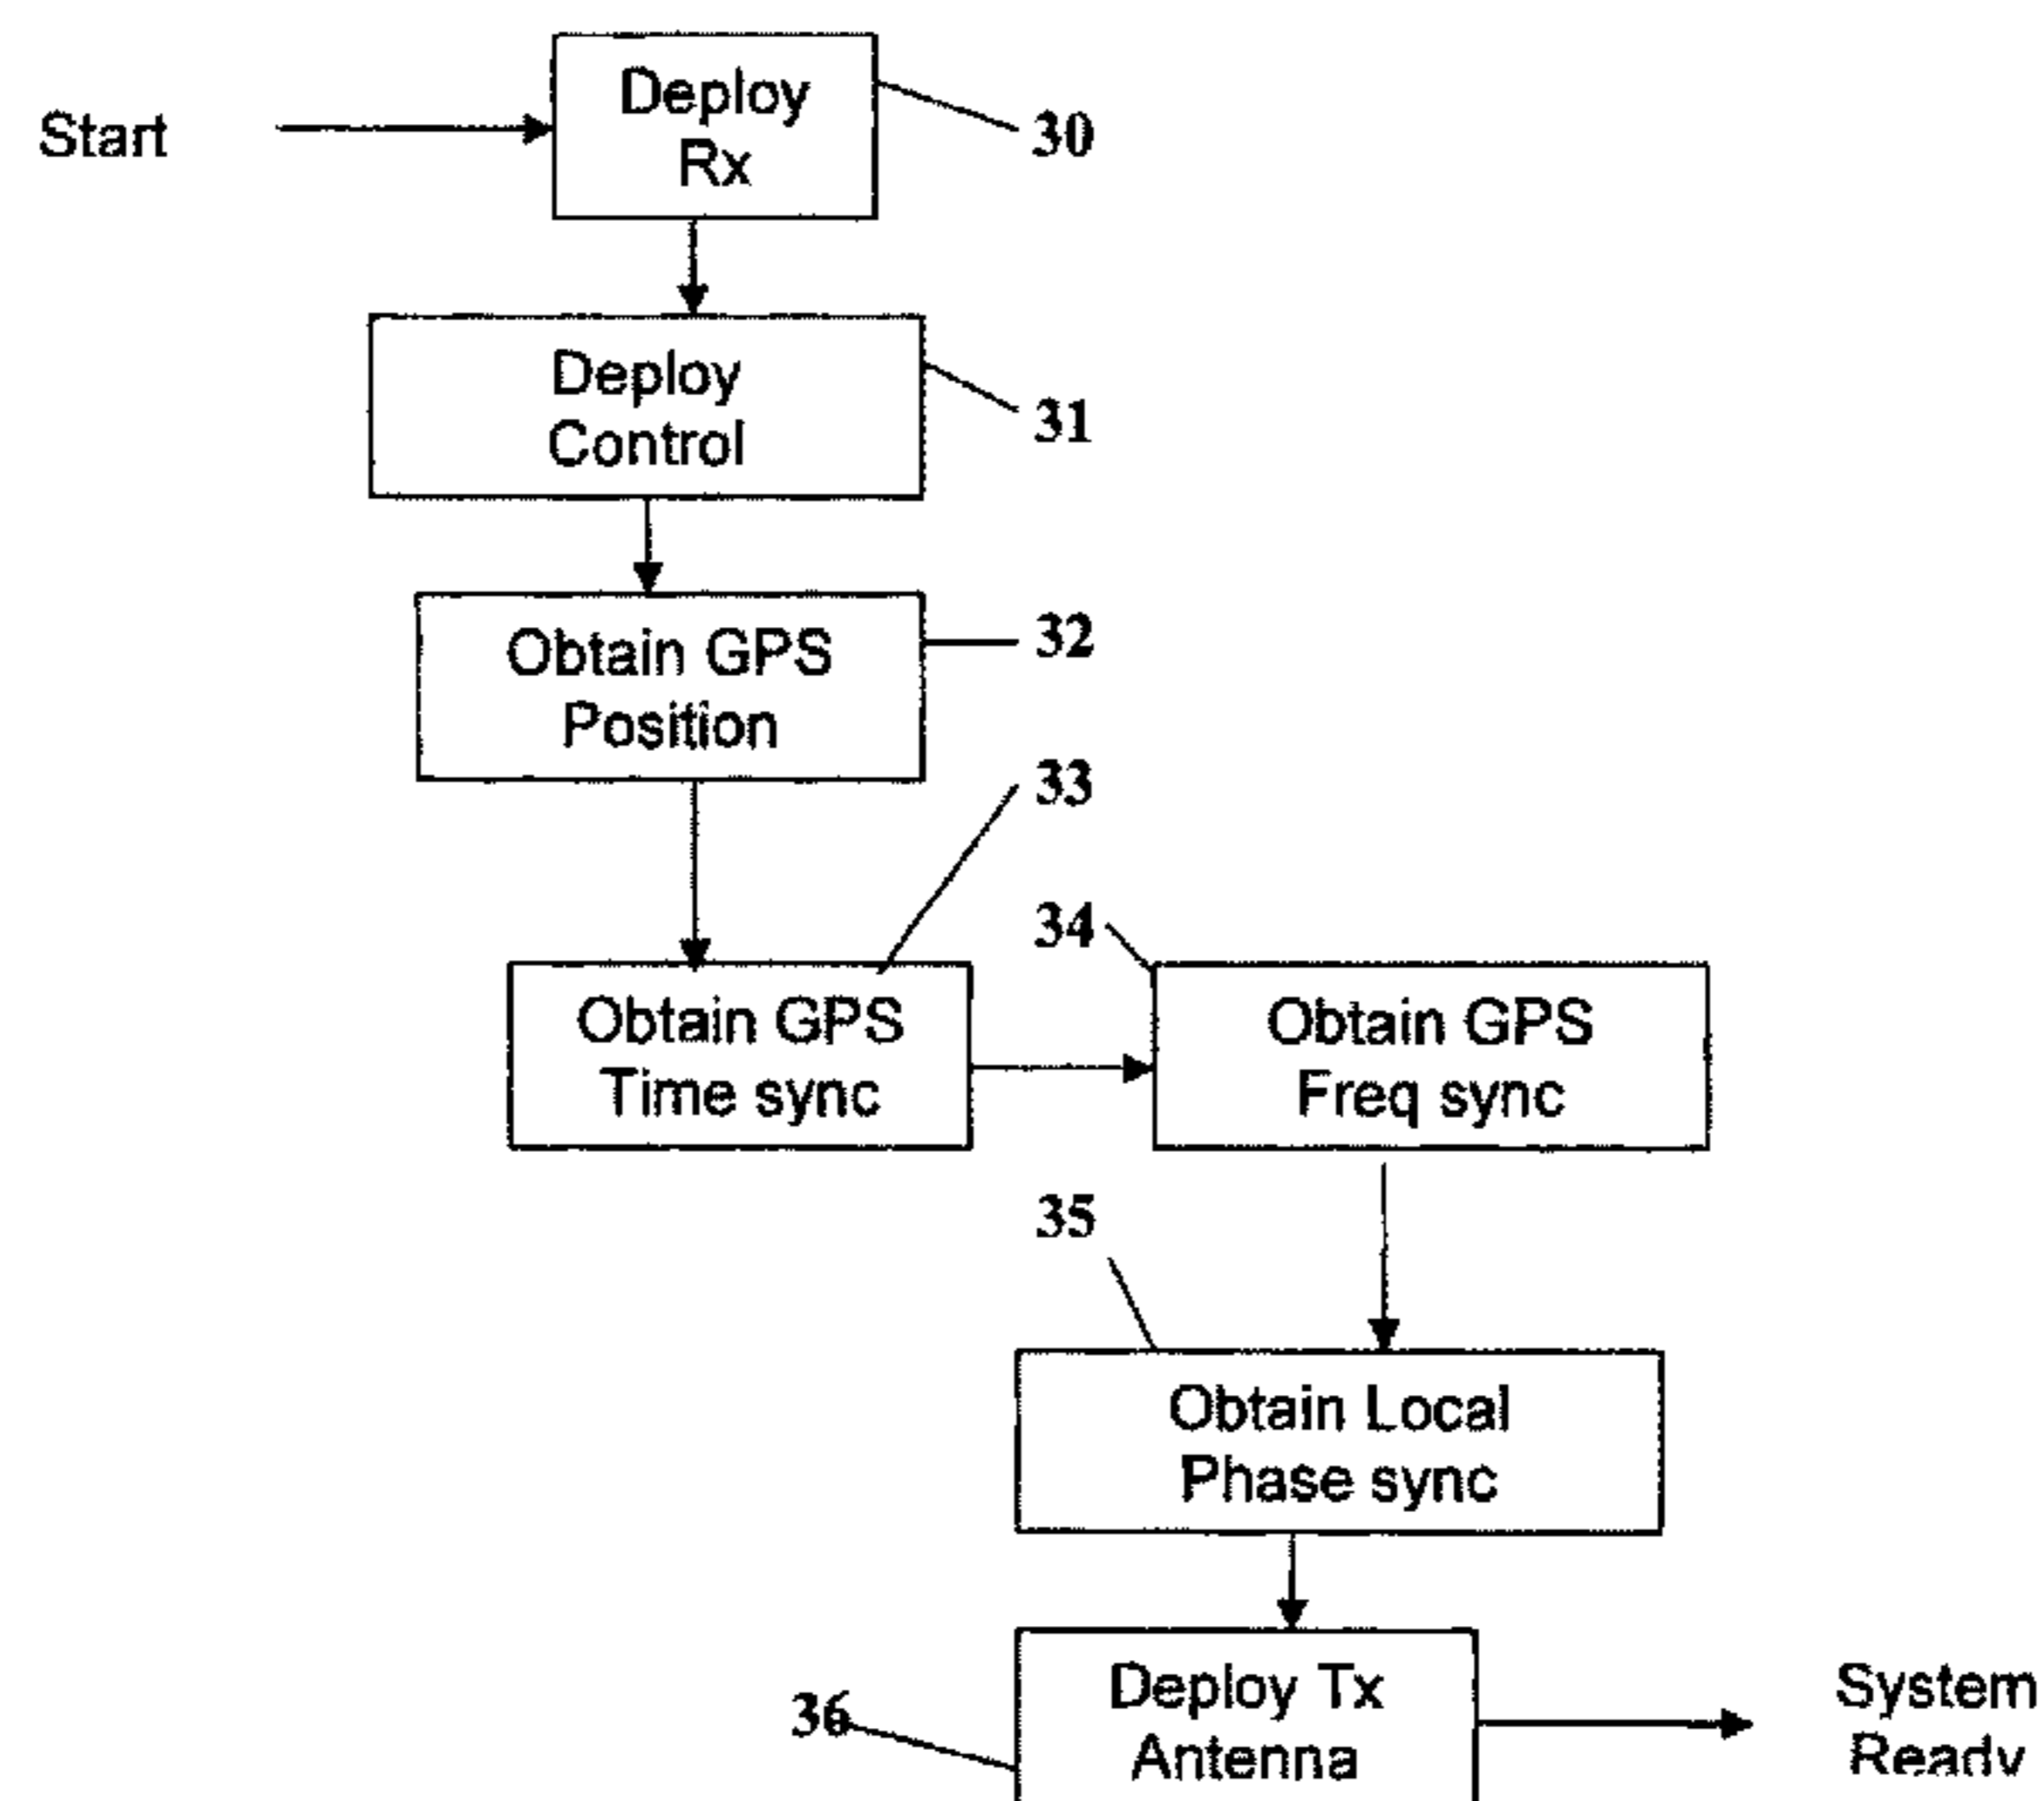 Deploy
Rx
30
Start
Deploy
Control
31
Obtain GPS
Position
32
33
34
Obtain GPS
Time sync
Obtain GPS
Freq sync
35
Obtain Local
Phase sync
36
Deploy Tx
Antenna
System
Ready